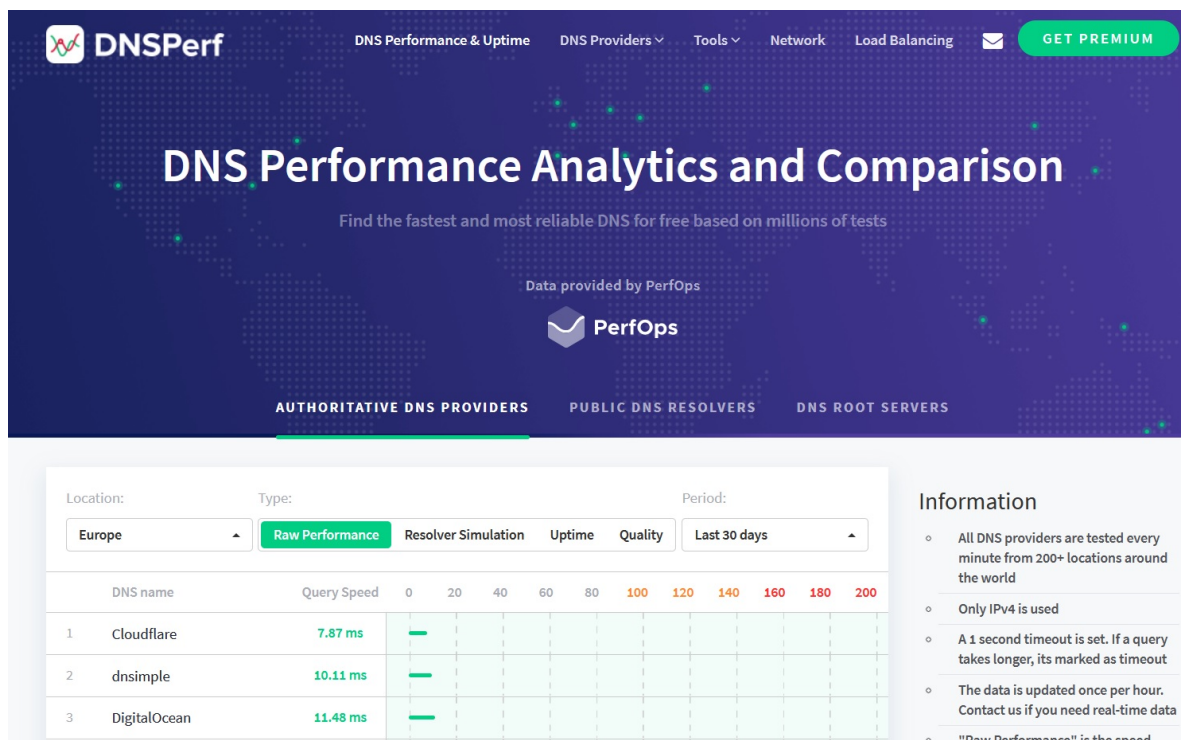 DNSPerf
DNS Performance & Uptime DNS Providers Tools Network Load Balancing GET PREMIUM
DNS Performance Analytics and Comparison
Find the fastest and most reliable DNS for free based on millions of tests
Data provided by PerfOps
PerfOps
AUTHORITATIVE DNS PROVIDERS PUBLIC DNS RESOLVERS DNS ROOT SERVERS
Location: Type: Period:
Europe Raw Performance Resolver Simulation Uptime Quality Last 30 days
DNS name Query Speed 0 20 40 60 80 100 120 140 160 180 200
1 Cloudflare 7.87 ms
2 dnsimple 10.11 ms
3 DigitalOcean 11.48 ms
Information
All DNS providers are tested every
minute from 200+ locations around
the world
Only IPv4 is used
A 1 second timeout is set. If a query
takes longer, its marked as timeout
The data is updated once per hour.
Contact us if you need real-time data
"Raw Performance" is the speed